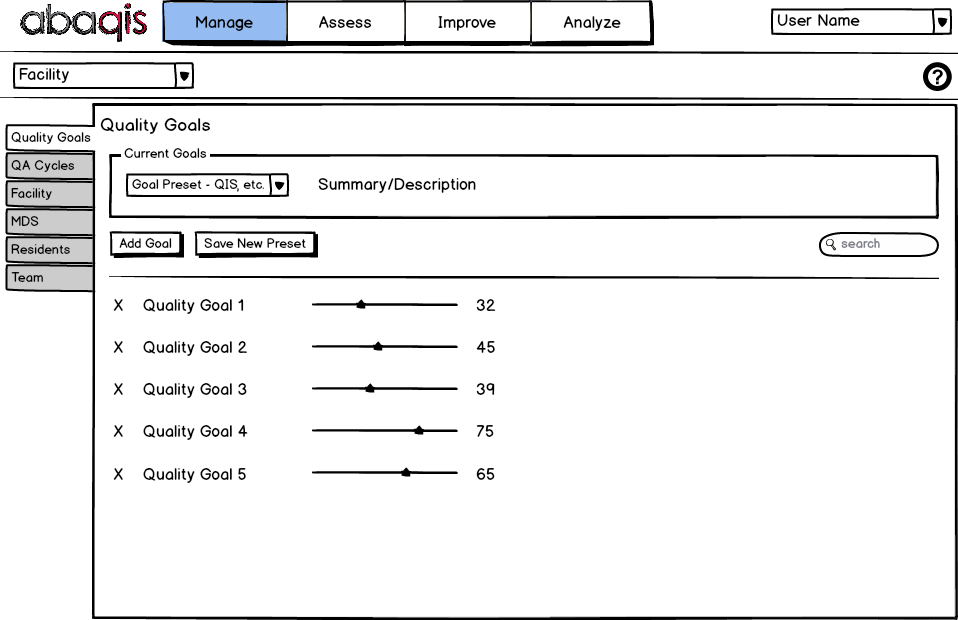 abaqis Manage Assess Improve Analyze User Name
Facility ?
Quality Goals
Quality Goals
QA Cycles
Facility
MDS
Residents
Team
Current Goals
Goal Preset - QIS, etc. Summary/Description
Add Goal Save New Preset search
X Quality Goal 1 32
X Quality Goal 2 45
X Quality Goal 3 39
X Quality Goal 4 75
X Quality Goal 5 65